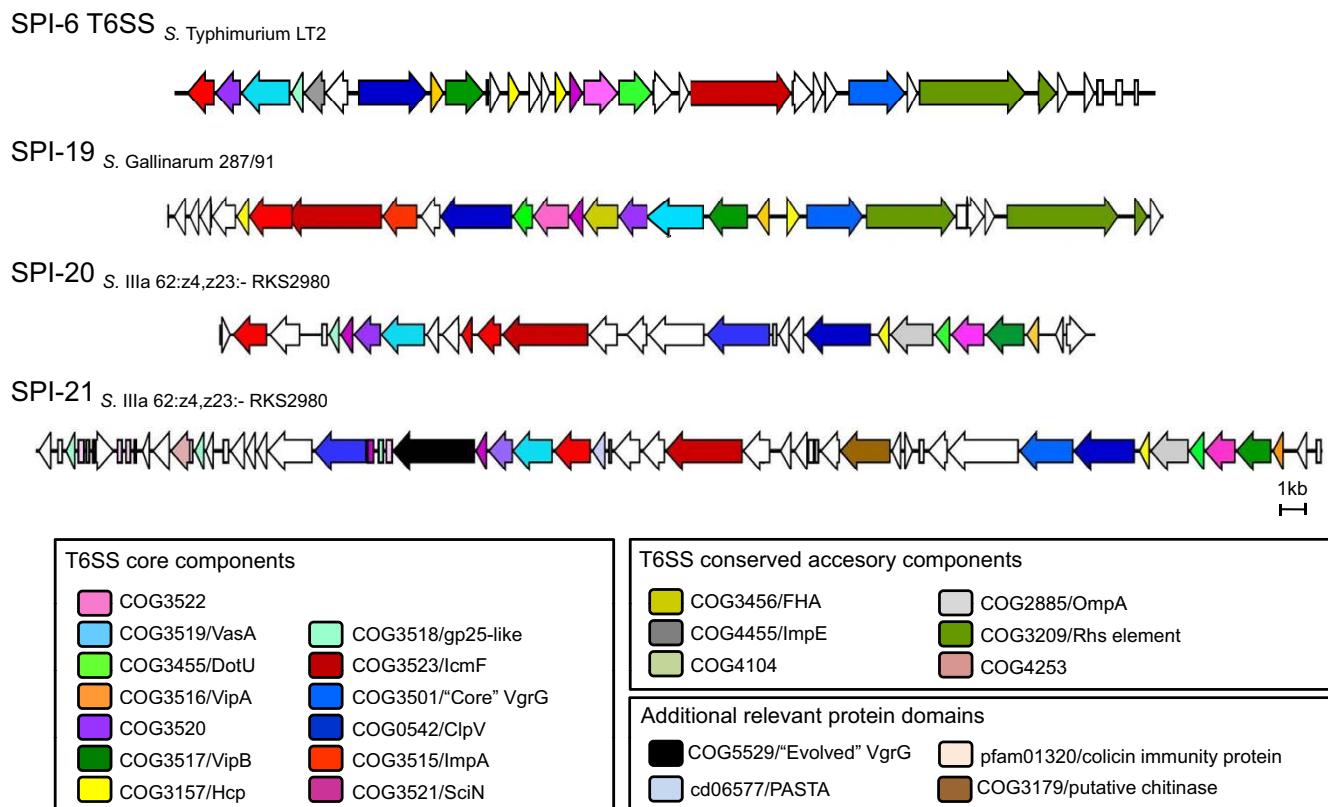 SPI-6 T6SS S. Typhimurium LT2
SPI-19 S. Gallinarum 287/91
SPI-20 S. IIIa 62:z4,z23:- RKS2980
SPI-21 S. IIIa 62:z4,z23:- RKS2980
1kb
T6SS core components
COG3522
COG3519/VasA
COG3455/DotU
COG3516/VipA
COG3520
COG3517/VipB
COG3157/Hcp
COG3518/gp25-like
COG3523/IcmF
COG3501/“Core” VgrG
COG0542/ClpV
COG3515/ImpA
COG3521/SciN
T6SS conserved accesory components
COG3456/FHA
COG4455/ImpE
COG4104
COG2885/OmpA
COG3209/Rhs element
COG4253
Additional relevant protein domains
COG5529/“Evolved” VgrG
cd06577/PASTA
pfam01320/colicin immunity protein
COG3179/putative chitinase